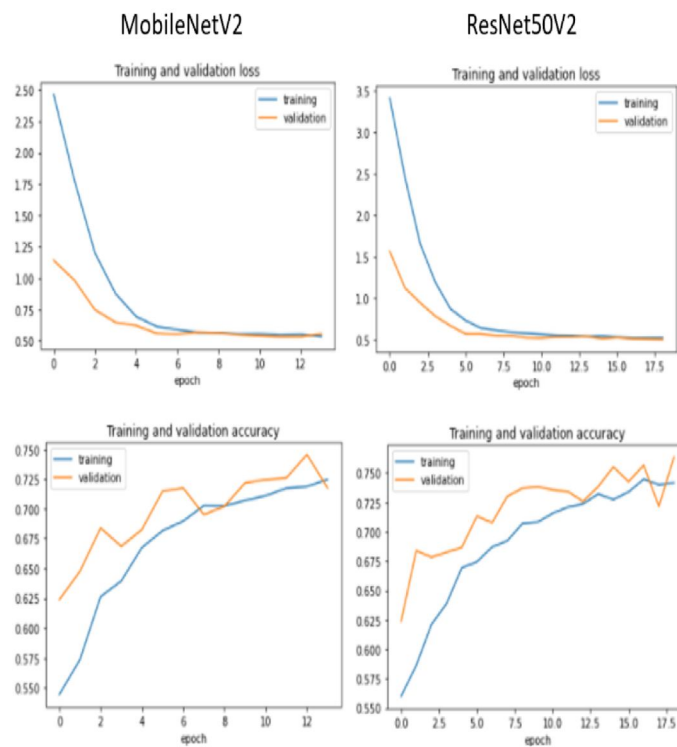 MobileNetV2
ResNet50V2
Training and validation loss
training
validation
2.50
2.25
2.00
1.75
1.50
1.25
1.00
0.75
0.50
0 2 4 6 8 10 12
epoch
Training and validation loss
training
validation
3.5
3.0
2.5
2.0
1.5
1.0
0.5
0.0 2.5 5.0 7.5 10.0 12.5 15.0 17.5
epoch
Training and validation accuracy
training
validation
0.750
0.725
0.700
0.675
0.650
0.625
0.600
0.575
0.550
0 2 4 6 8 10 12
epoch
Training and validation accuracy
training
validation
0.750
0.725
0.700
0.675
0.650
0.625
0.600
0.575
0.550
0.0 2.5 5.0 7.5 10.0 12.5 15.0 17.5
epoch